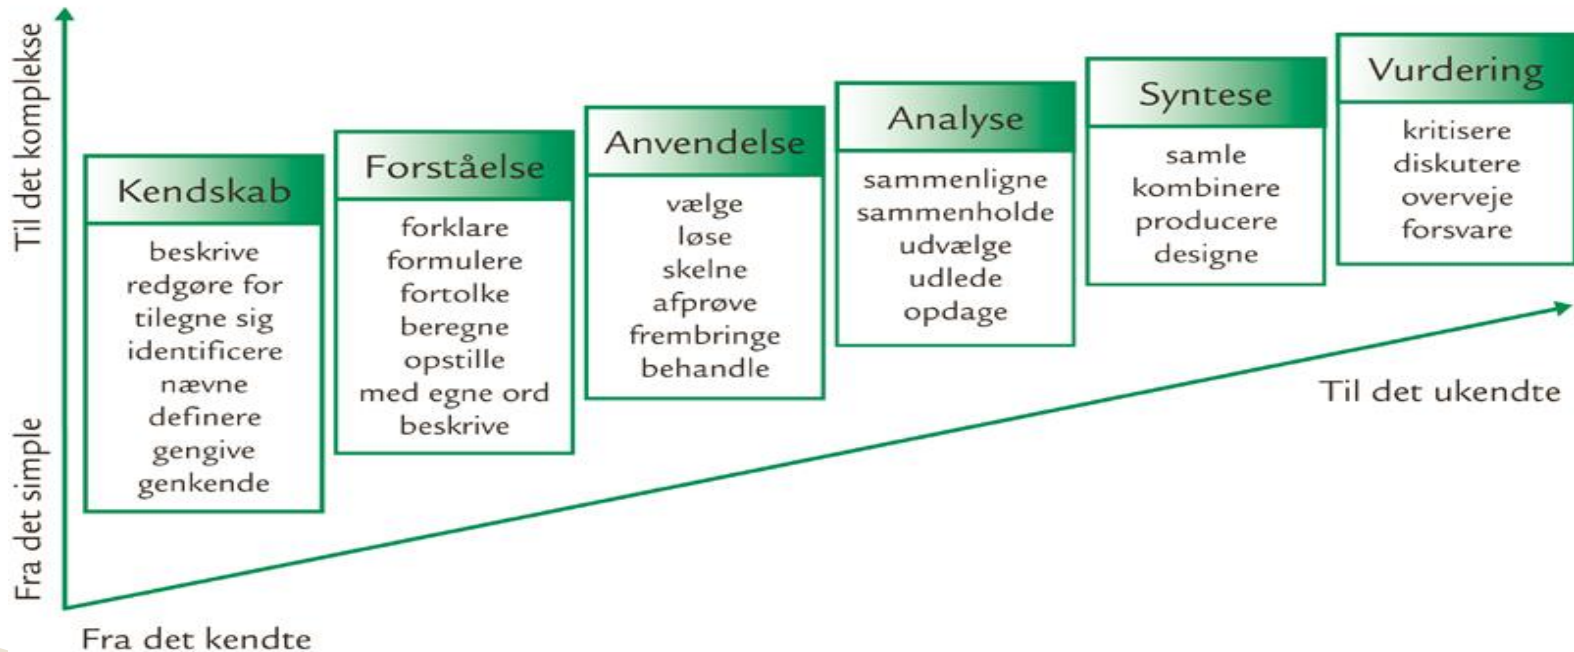 Til det komplekse
Fra det simple
Kendskab
beskrive
redgøre for
tilegne sig
identificere
nævne
definere
gengive
genkende
Forståelse
forklare
formulere
fortolke
beregne
opstille
med egne ord
beskrive
Anvendelse
vælge
løse
skelne
afprøve
frembringe
behandle
Analyse
sammenligne
sammenholde
udvælge
udlede
opdage
Syntese
samle
kombinere
producere
designe
Vurdering
kritisere
diskutere
overveje
forsvare
Til det ukendte
Fra det kendte